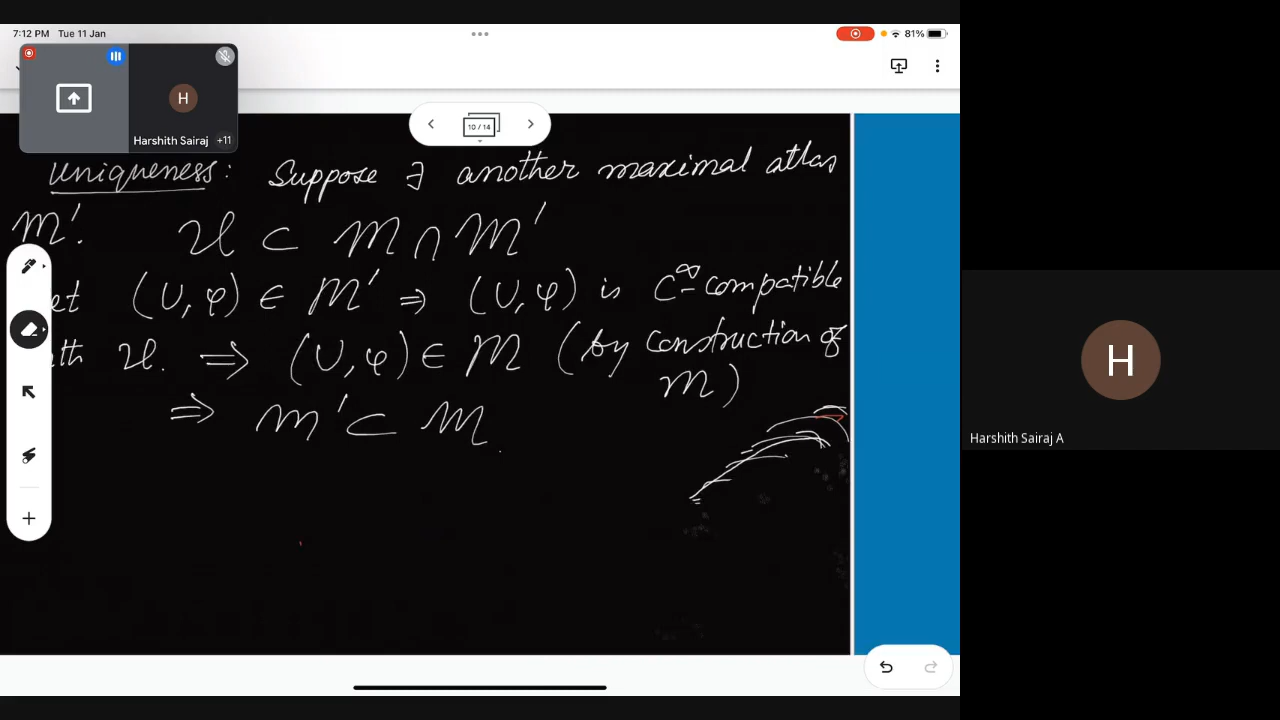 7:12 PM Tue 11 Jan
81%
H
Harshith Sairaj +11
10 / 14
Uniqueness: Suppose ∃ another maximal atlas
M'. U ⊂ M ∩ M'
et (U, φ) ∈ M' ⇒ (U, φ) is C^∞-compatible
th U. ⇒ (U, φ) ∈ M (by construction of
M)
⇒ M' ⊂ M
H
Harshith Sairaj A